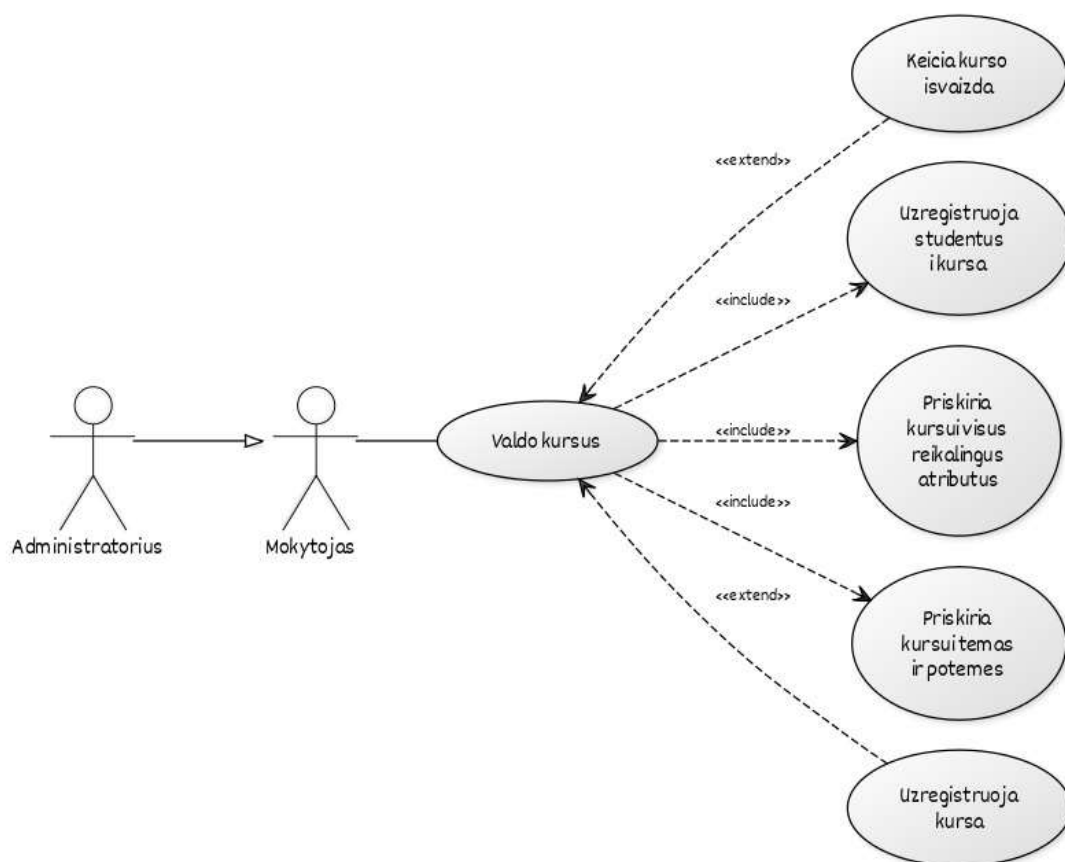 Keicia kurso
isvaizda
<<extend>>
Uzregistruoja
studentus
i kursa
<<include>>
Priskiria
kursui visus
reikalingus
atributus
<<include>>
Valdo kursus
Administratorius
Mokytojas
<<include>>
<<extend>>
Priskiria
kursui temas
ir potemes
Uzregistruoja
kursa